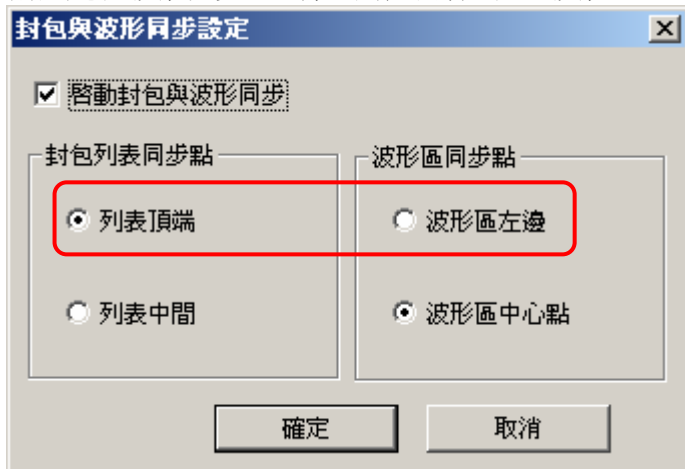 封包與波形同步設定
啓動封包與波形同步
封包列表同步點
波形區同步點
列表頂端
波形區左邊
列表中間
波形區中心點
確定
取消